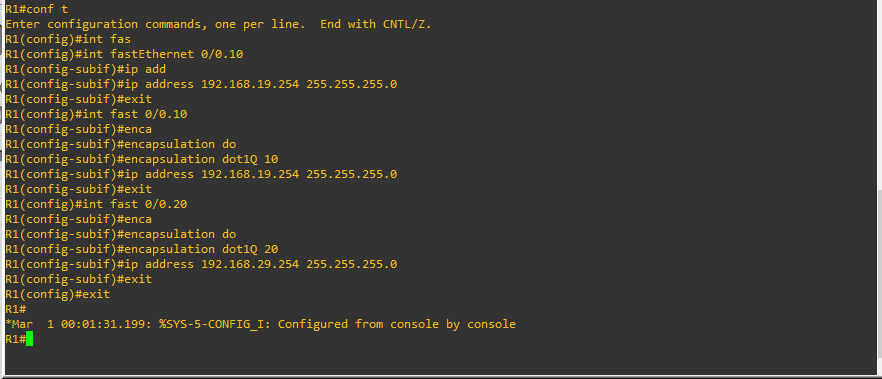 R1#conf t
Enter configuration commands, one per line.  End with CNTL/Z.
R1(config)#int fas
R1(config)#int fastEthernet 0/0.10
R1(config-subif)#ip add
R1(config-subif)#ip address 192.168.19.254 255.255.255.0
R1(config-subif)#exit
R1(config)#int fast 0/0.10
R1(config-subif)#enca
R1(config-subif)#encapsulation do
R1(config-subif)#encapsulation dot1Q 10
R1(config-subif)#ip address 192.168.19.254 255.255.255.0
R1(config-subif)#exit
R1(config)#int fast 0/0.20
R1(config-subif)#enca
R1(config-subif)#encapsulation do
R1(config-subif)#encapsulation dot1Q 20
R1(config-subif)#ip address 192.168.29.254 255.255.255.0
R1(config-subif)#exit
R1(config)#exit
R1#
*Mar  1 00:01:31.199: %SYS-5-CONFIG_I: Configured from console by console
R1#